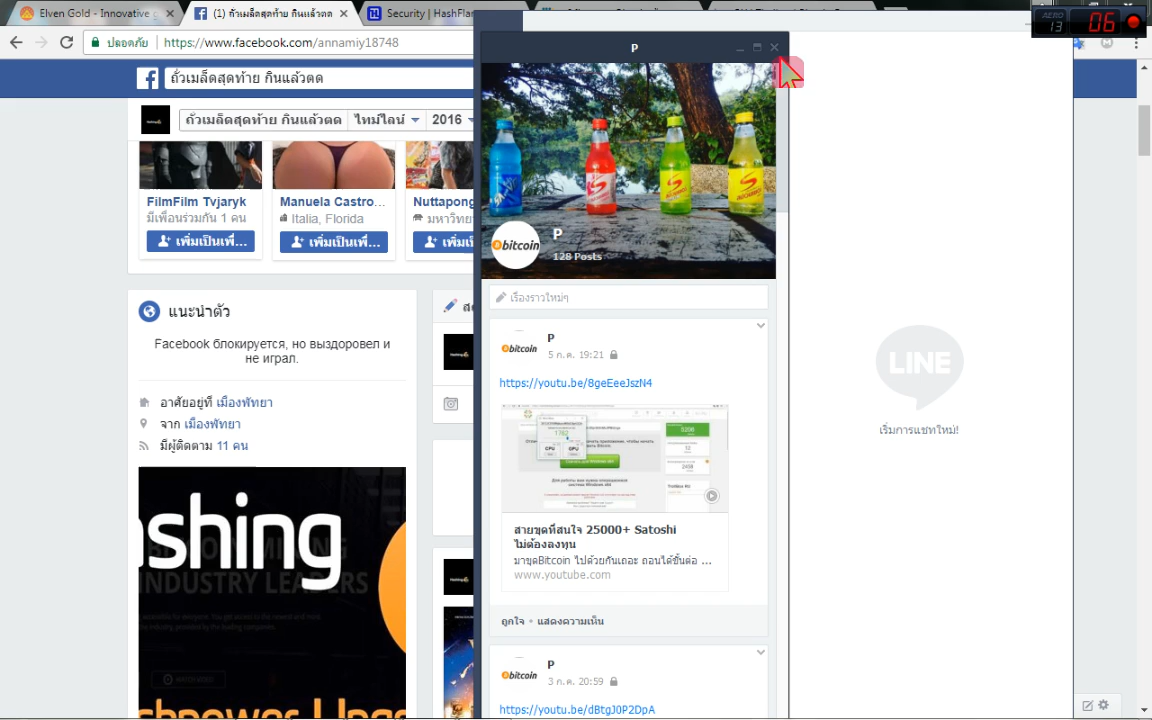 Elven Gold - Innovative
(1) ถั่วเมล็ดสุดท้าย กินแล้วตด
Security | HashFlar
AERO
13
06
ปลอดภัย
https://www.facebook.com/annamiy18748
ถั่วเมล็ดสุดท้าย กินแล้วตด
ถั่วเมล็ดสุดท้าย กินแล้วตด
ไทม์ไลน์
2016
FilmFilm Tvjaryk
มีเพื่อนร่วมกัน 1 คน
เพิ่มเป็นเพื่...
Manuela Castro...
Italia, Florida
เพิ่มเป็นเพื่...
Nuttapong
มหาวิทย
เพิ่มเ
แนะนำตัว
Facebook блокируется, но выздоровел и
не играл.
อาศัยอยู่ที่ เมืองพัทยา
จาก เมืองพัทยา
มีผู้ติดตาม 11 คน
shing
INDUSTRY LEADERS
P
bitcoin
P
128 Posts
เรื่องราวใหม่ๆ
bitcoin
P
5 ก.ค. 19:21
https://youtu.be/8geEeeJszN4
1782
CPU
GPU
สายขุดที่สนใจ 25000+ Satoshi
ไม่ต้องลงทุน
มาขุดBitcoin ไปด้วยกันเถอะ ถอนได้ขั้นต่อ ...
www.youtube.com
ถูกใจ • แสดงความเห็น
bitcoin
P
3 ก.ค. 20:59
https://youtu.be/dBtgJ0P2DpA
LINE
เริ่มการแชทใหม่!